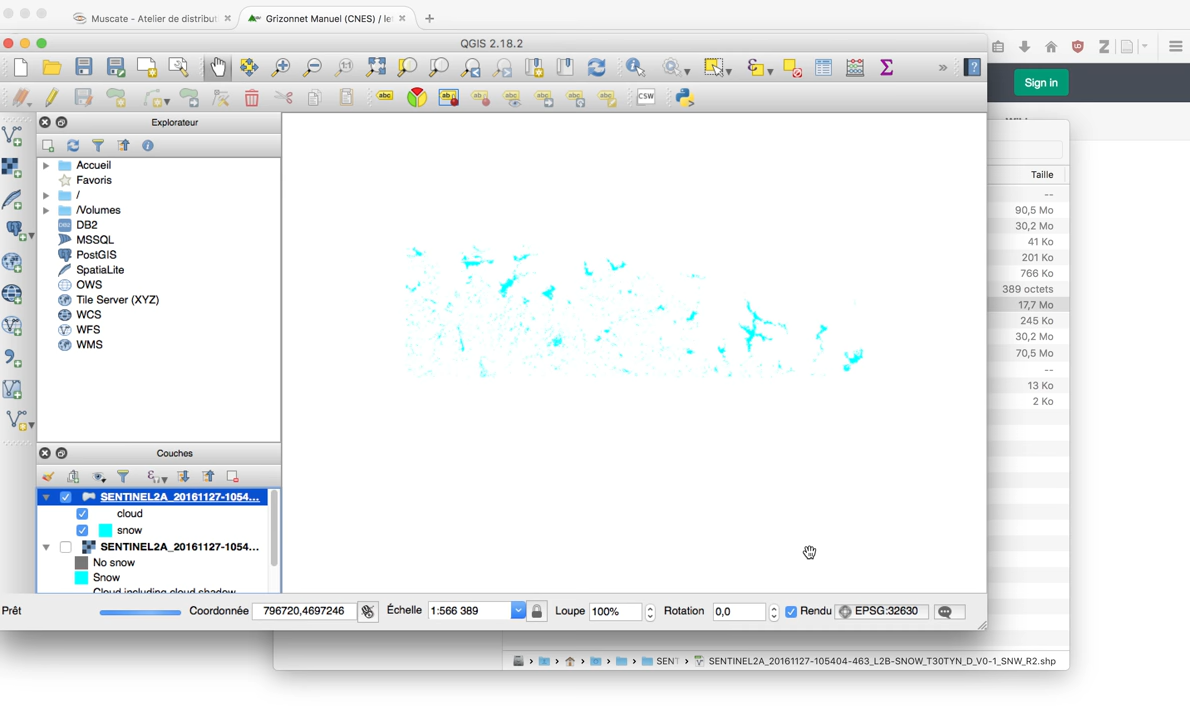 Muscate - Atelier de distribut
Grizonnet Manuel (CNES) / le
QGIS 2.18.2
Sign in
Explorateur
Accueil
Favoris
/
/Volumes
DB2
MSSQL
PostGIS
SpatiaLite
OWS
Tile Server (XYZ)
WCS
WFS
WMS
Taille
--
90,5 Mo
30,2 Mo
41 Ko
201 Ko
766 Ko
389 octets
17,7 Mo
245 Ko
30,2 Mo
70,5 Mo
--
13 Ko
2 Ko
Couches
SENTINEL2A_20161127-1054...
cloud
snow
SENTINEL2A_20161127-1054...
No snow
Snow
Cloud including cloud shadow
Prêt
Coordonnée 796720,4697246 Échelle 1:566 389 Loupe 100% Rotation 0,0 Rendu EPSG:32630
SENT
SENTINEL2A_20161127-105404-463_L2B-SNOW_T30TYN_D_V0-1_SNW_R2.shp